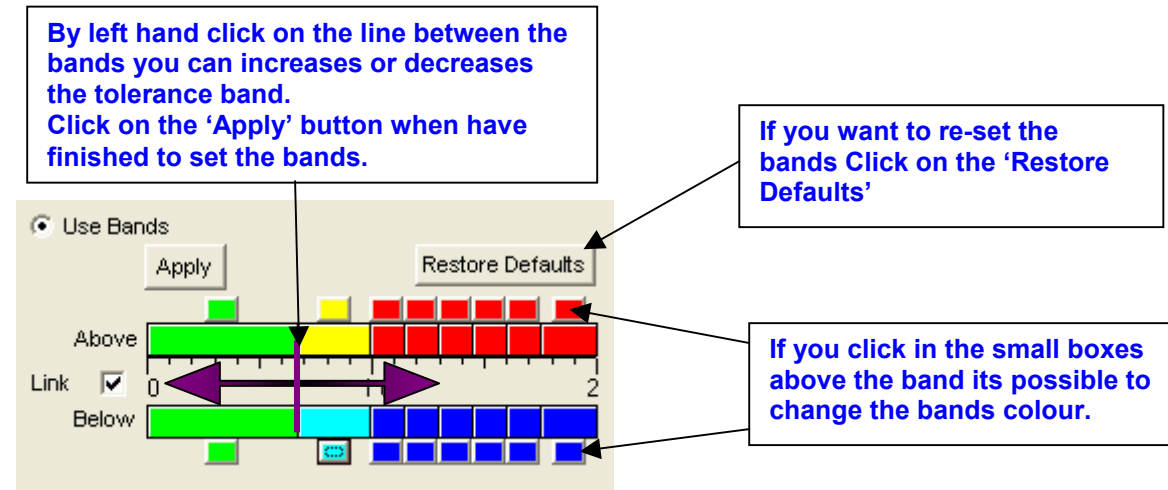 By left hand click on the line between the
bands you can increases or decreases
the tolerance band.
Click on the ‘Apply’ button when have
finished to set the bands.
If you want to re-set the
bands Click on the ‘Restore
Defaults’
Use Bands
Apply
Restore Defaults
Above
Link
0
1
2
Below
If you click in the small boxes
above the band its possible to
change the bands colour.